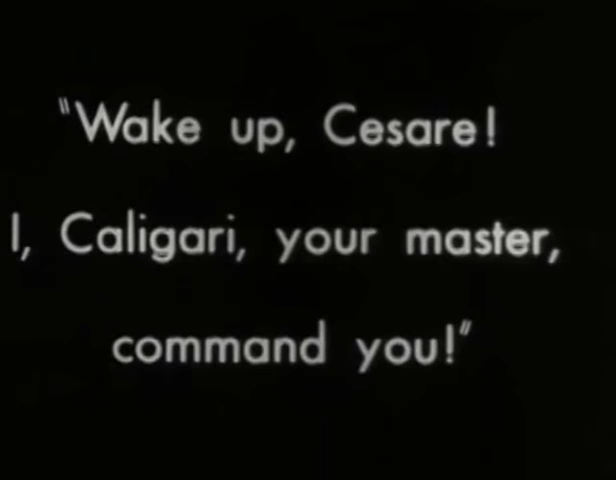 "Wake up, Cesare!
I, Caligari, your master,
command you!"